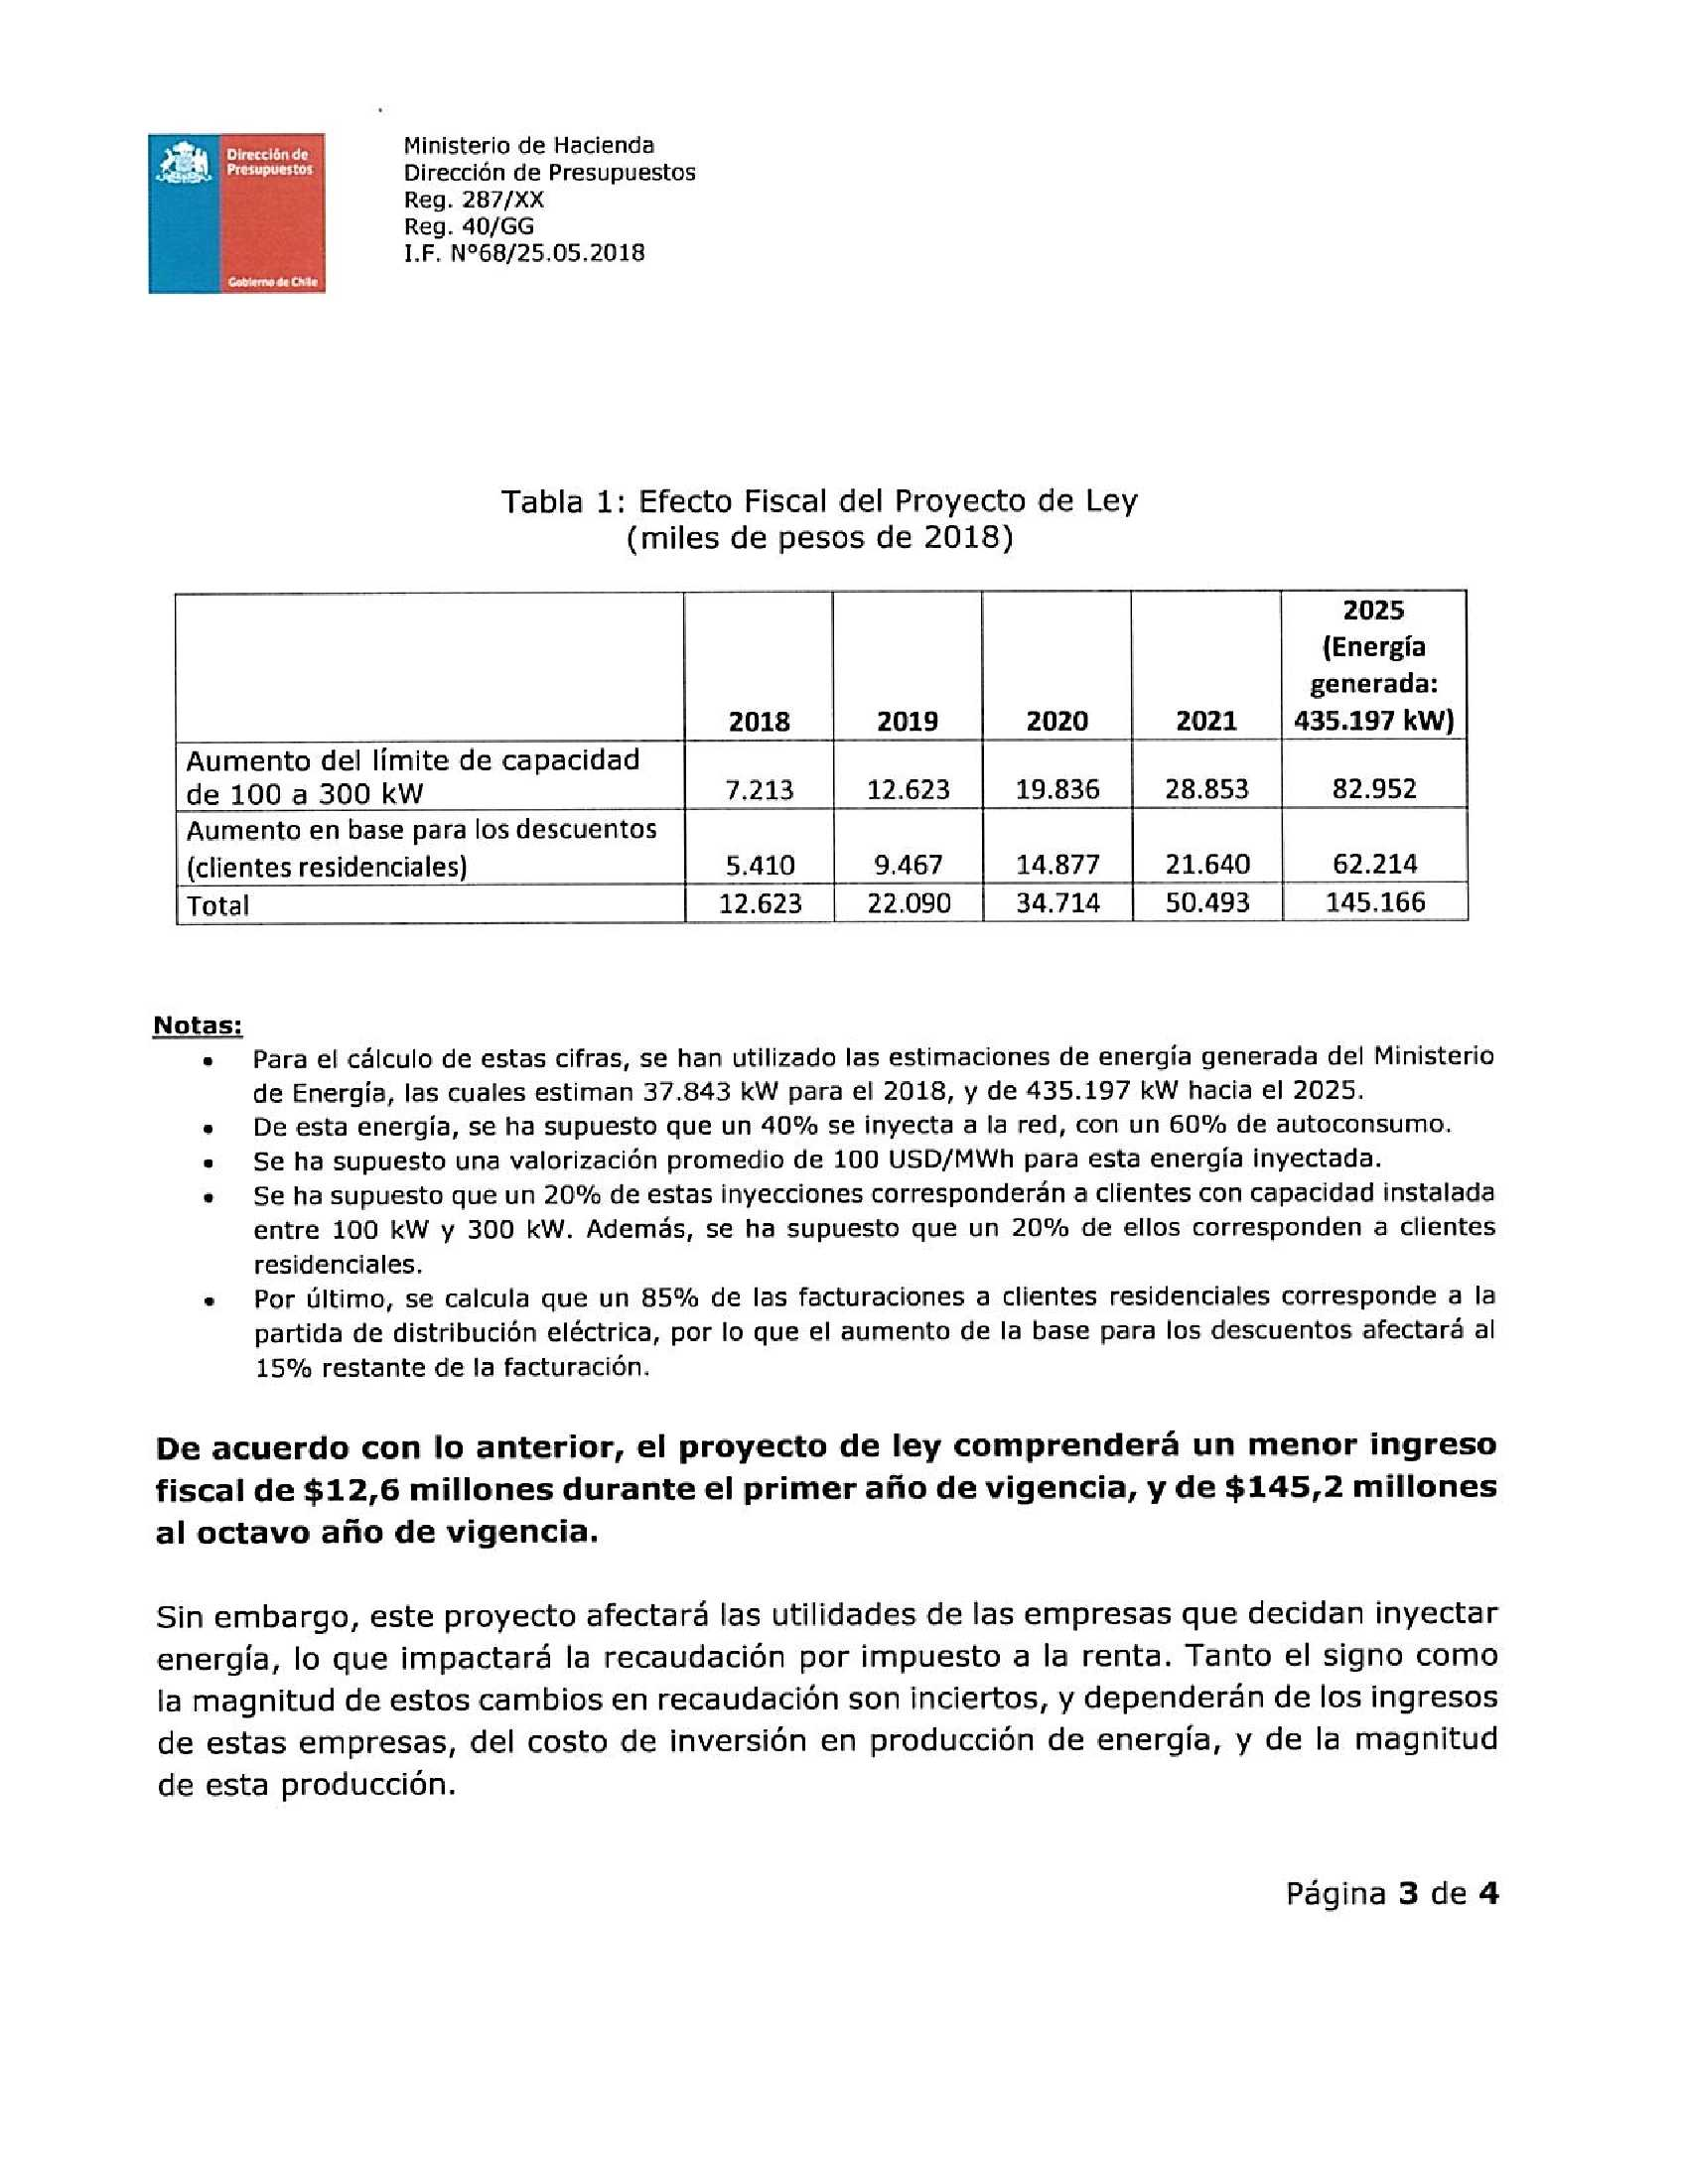 Dirección de
Presupuestos
Gobierno de Chile
Ministerio de Hacienda
Dirección de Presupuestos
Reg. 287/XX
Reg. 40/GG
I.F. N°68/25.05.2018
Tabla 1: Efecto Fiscal del Proyecto de Ley
(miles de pesos de 2018)
2018 2019 2020 2021 2025 (Energía generada: 435.197 kW)
Aumento del límite de capacidad
de 100 a 300 kW 7.213 12.623 19.836 28.853 82.952
Aumento en base para los descuentos
(clientes residenciales) 5.410 9.467 14.877 21.640 62.214
Total 12.623 22.090 34.714 50.493 145.166
Notas:
• Para el cálculo de estas cifras, se han utilizado las estimaciones de energía generada del Ministerio
de Energía, las cuales estiman 37.843 kW para el 2018, y de 435.197 kW hacia el 2025.
• De esta energía, se ha supuesto que un 40% se inyecta a la red, con un 60% de autoconsumo.
• Se ha supuesto una valorización promedio de 100 USD/MWh para esta energía inyectada.
• Se ha supuesto que un 20% de estas inyecciones corresponderán a clientes con capacidad instalada
entre 100 kW y 300 kW. Además, se ha supuesto que un 20% de ellos corresponden a clientes
residenciales.
• Por último, se calcula que un 85% de las facturaciones a clientes residenciales corresponde a la
partida de distribución eléctrica, por lo que el aumento de la base para los descuentos afectará al
15% restante de la facturación.
De acuerdo con lo anterior, el proyecto de ley comprenderá un menor ingreso
fiscal de $12,6 millones durante el primer año de vigencia, y de $145,2 millones
al octavo año de vigencia.
Sin embargo, este proyecto afectará las utilidades de las empresas que decidan inyectar
energía, lo que impactará la recaudación por impuesto a la renta. Tanto el signo como
la magnitud de estos cambios en recaudación son inciertos, y dependerán de los ingresos
de estas empresas, del costo de inversión en producción de energía, y de la magnitud
de esta producción.
Página 3 de 4